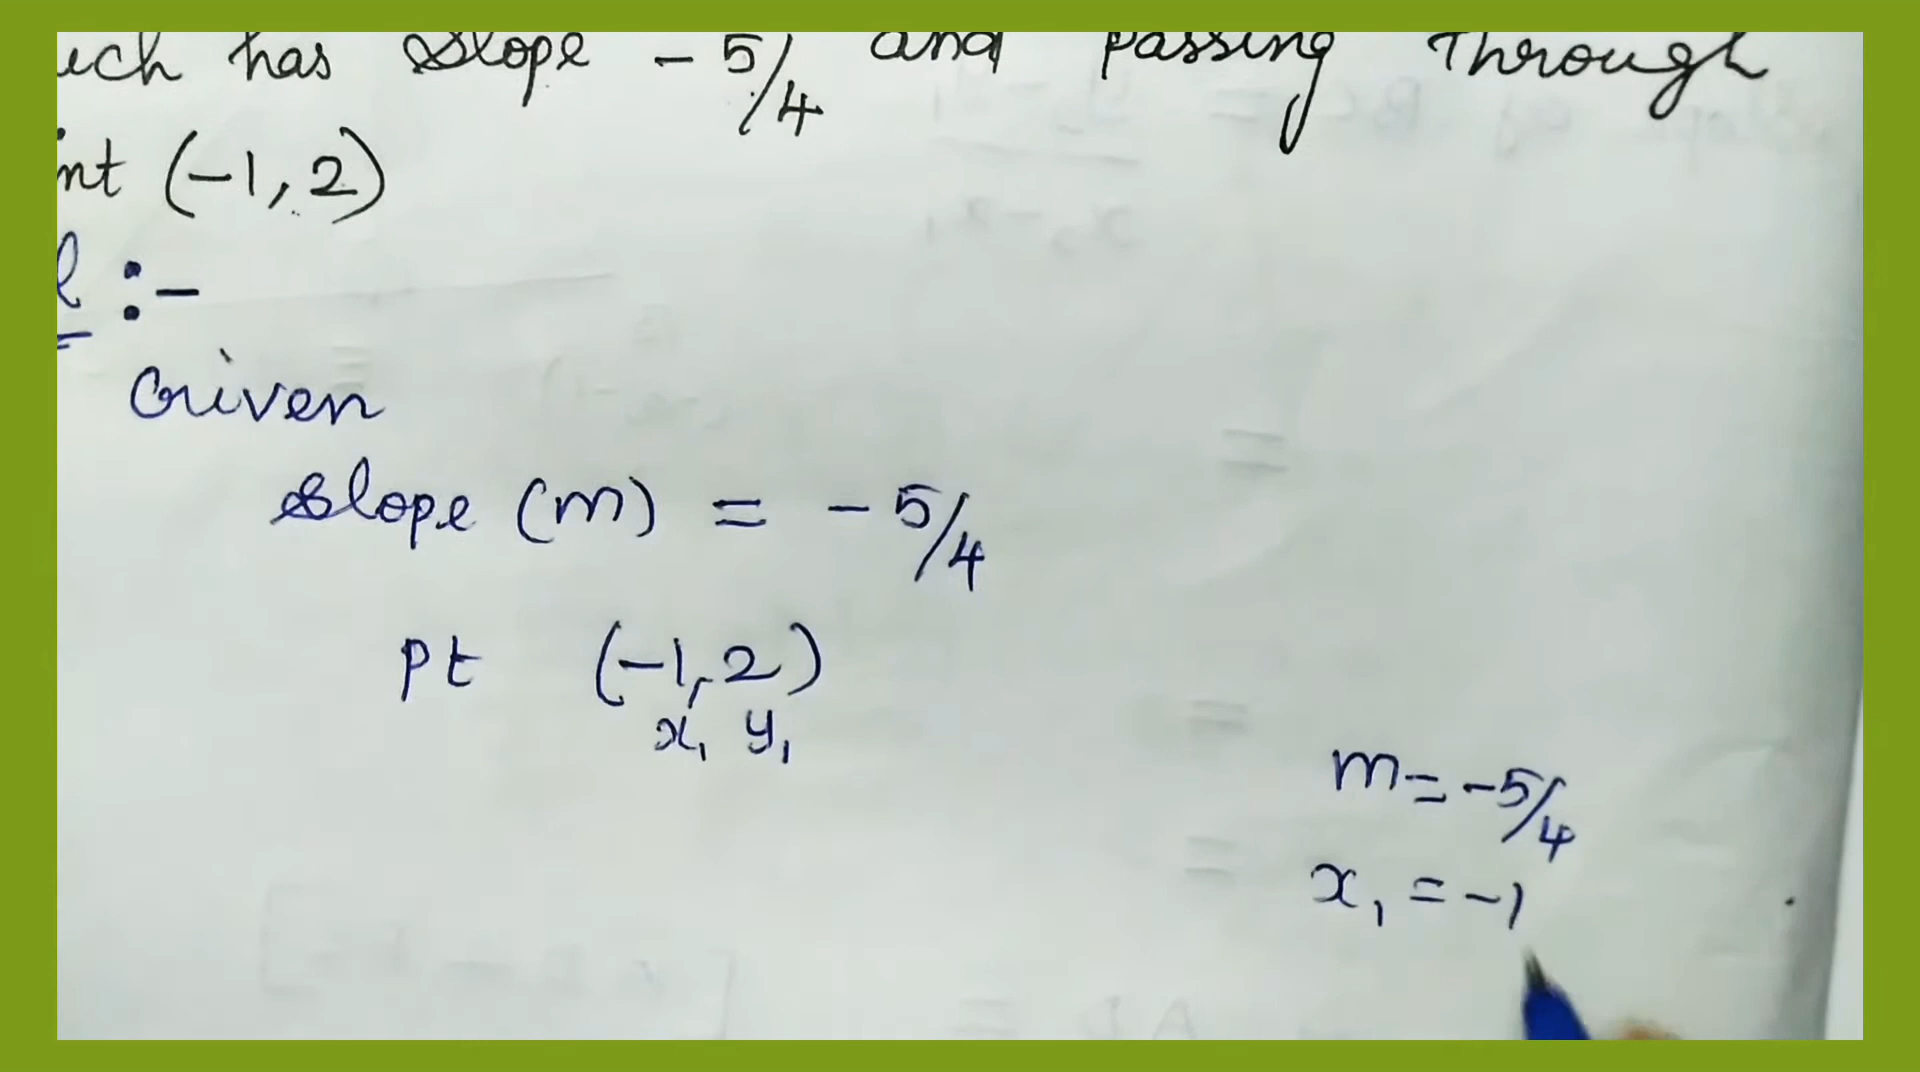 has slope -5/4 and passing through
(-1, 2)
:-
Given
slope (m) = -5/4
pt (-1, 2)
x₁ y₁
m = -5/4
x₁ = -1